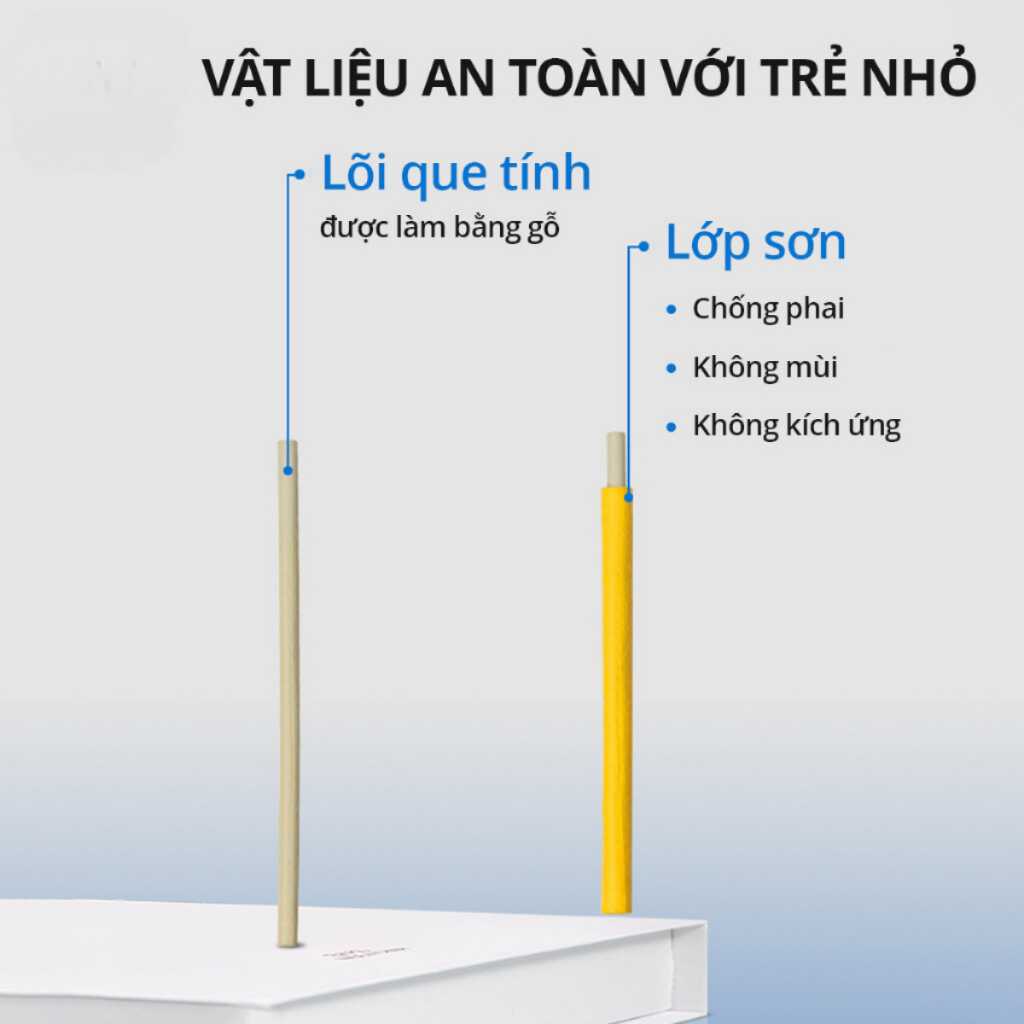 VẬT LIỆU AN TOÀN VỚI TRẺ NHỎ
Lõi que tính
được làm bằng gỗ
Lớp sơn
Chống phai
Không mùi
Không kích ứng